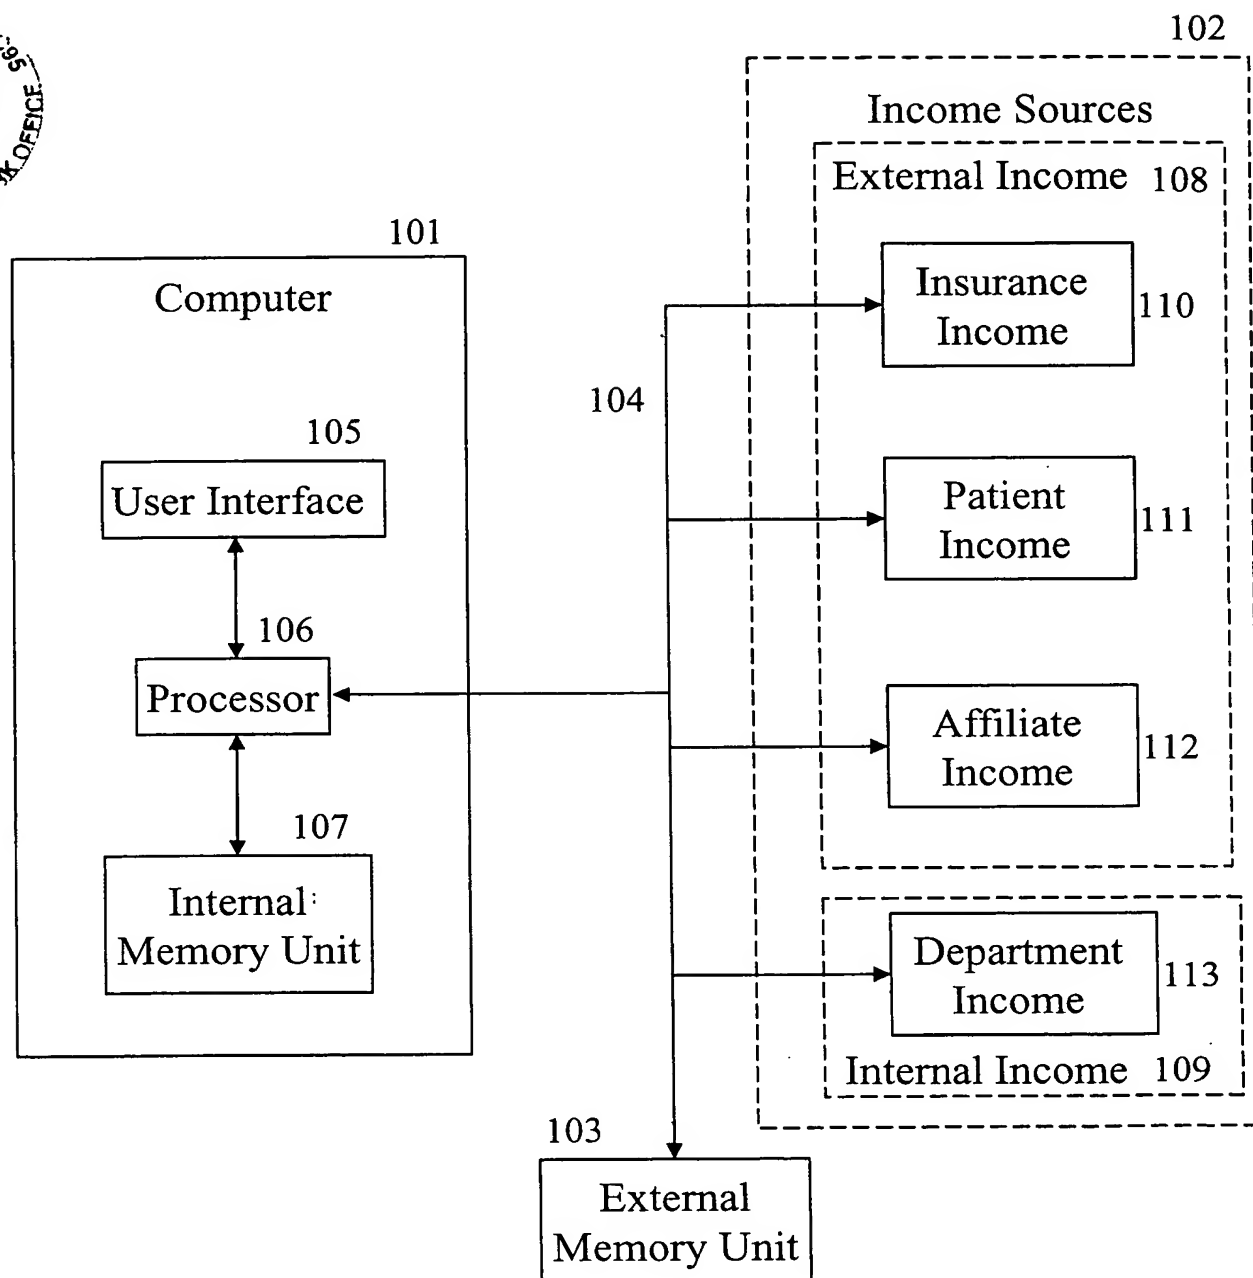 102
Income Sources
External Income 108
Insurance
Income
110
Patient
Income
111
Affiliate
Income
112
Department
Income
113
Internal Income 109
101
Computer
105
User Interface
106
Processor
107
Internal
Memory Unit
104
103
External
Memory Unit
OFFICE